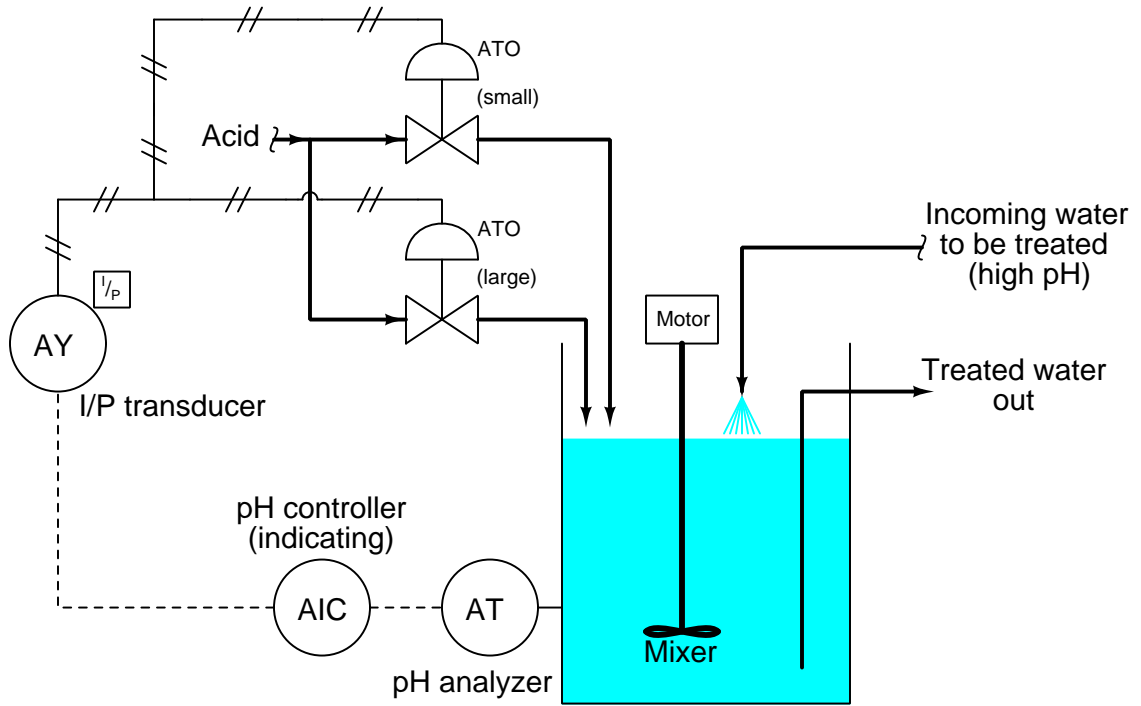 ATO
(small)
Acid
ATO
(large)
Incoming water
to be treated
(high pH)
I/P
AY
I/P transducer
Motor
Treated water
out
pH controller
(indicating)
AIC
AT
pH analyzer
Mixer